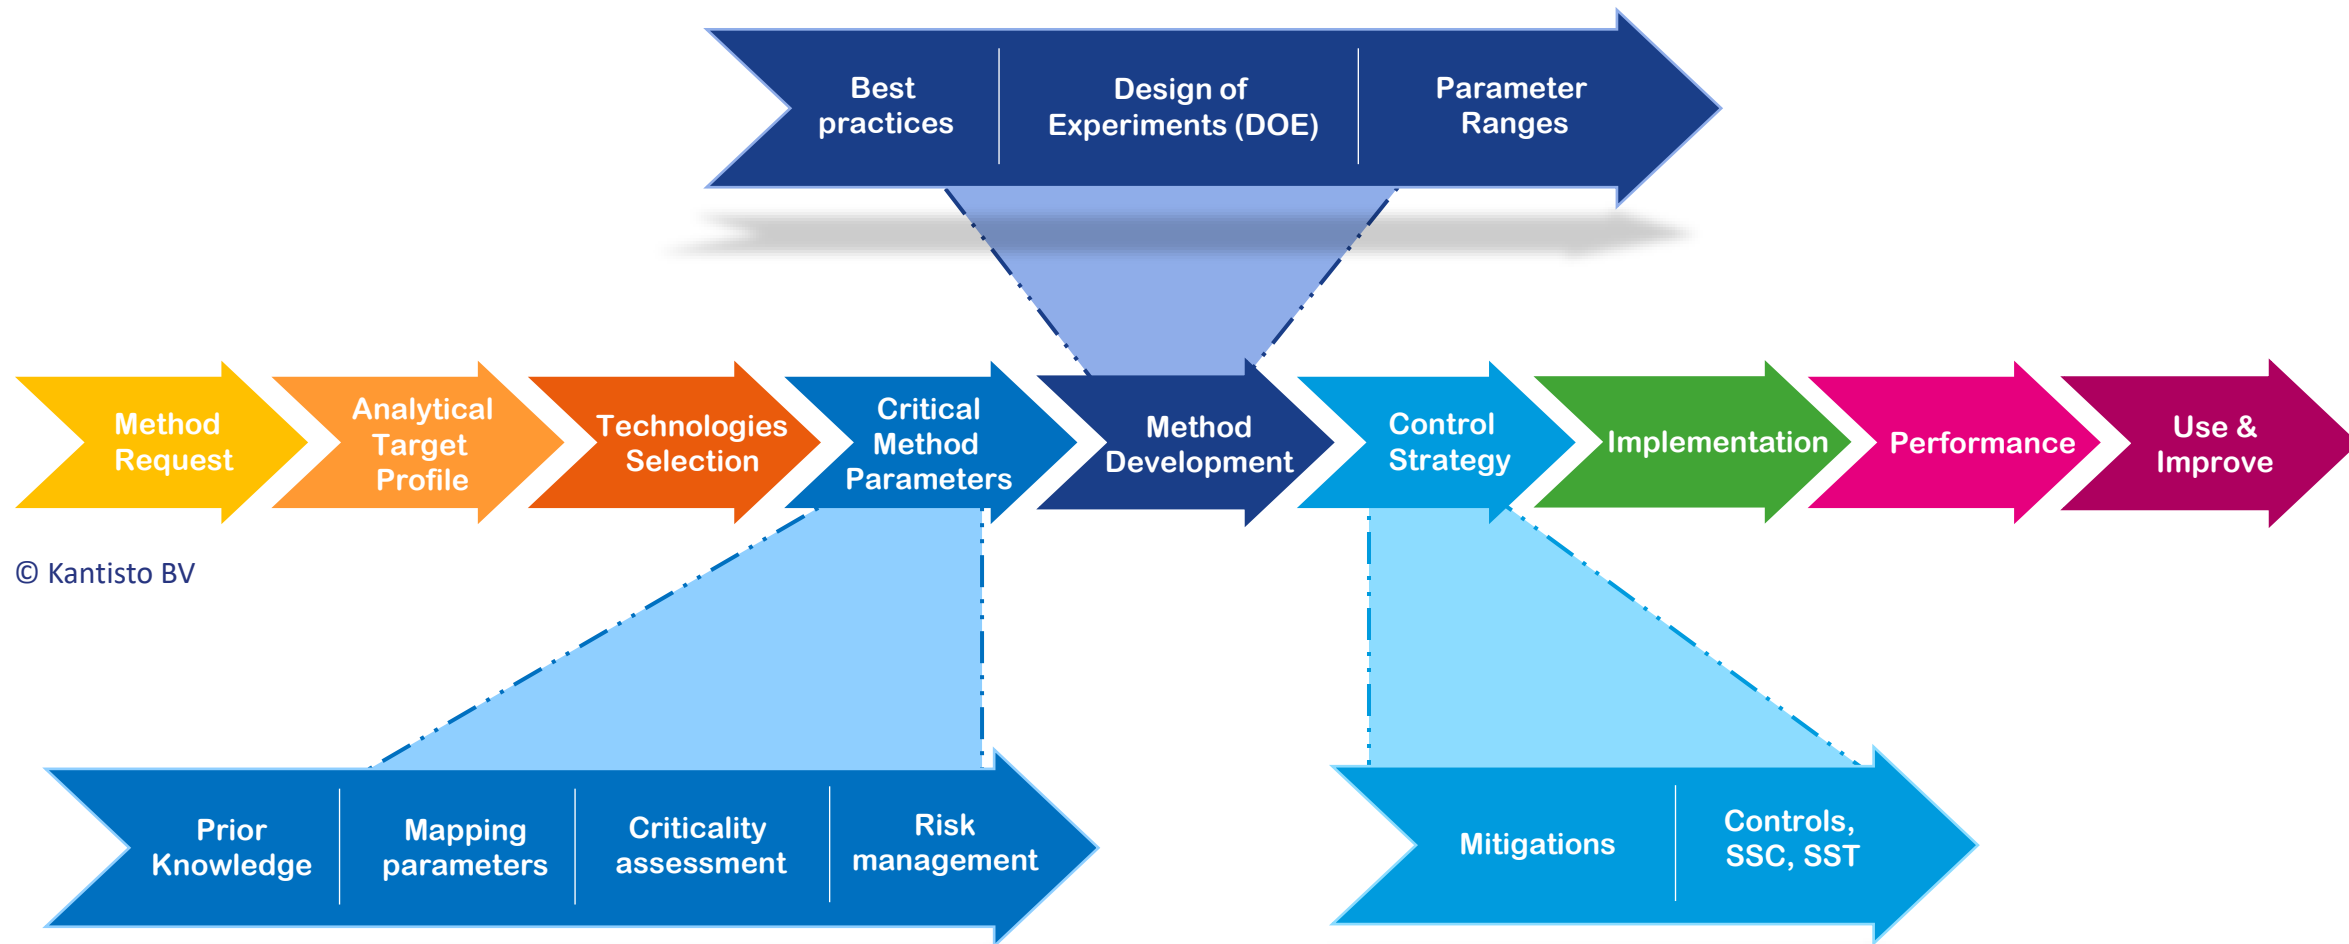 Best
practices
Design of
Experiments (DOE)
Parameter
Ranges
Method
Request
Analytical
Target
Profile
Technologies
Selection
Critical
Method
Parameters
Method
Development
Control
Strategy
Implementation
Performance
Use &
Improve
© Kantisto BV
Prior
Knowledge
Mapping
parameters
Criticality
assessment
Risk
management
Mitigations
Controls,
SSC, SST